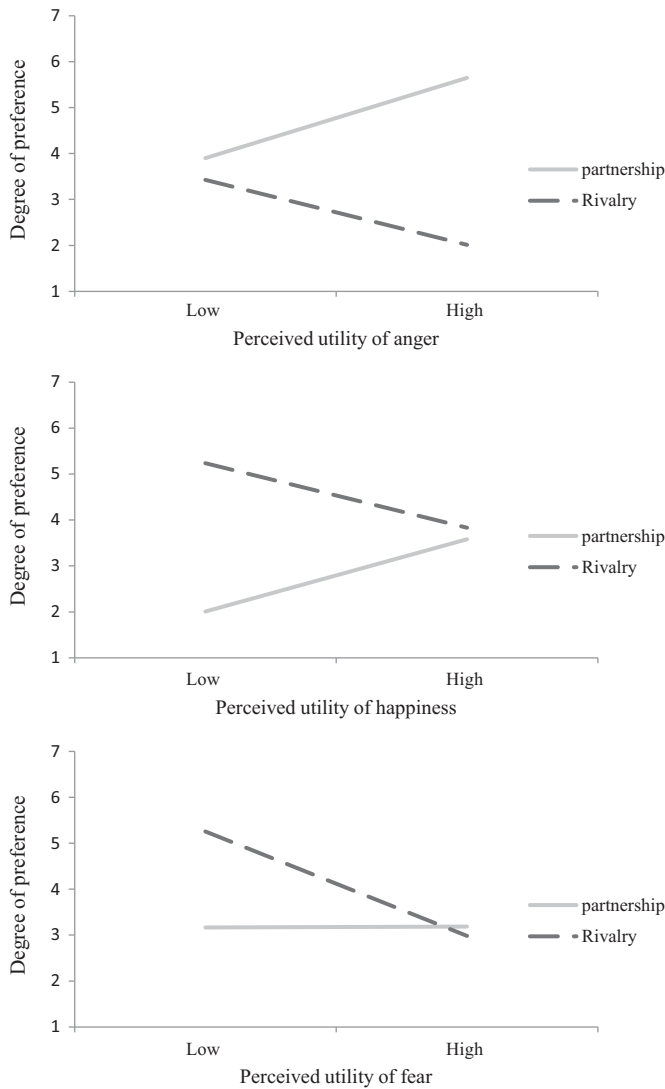 7
6
5
4
3
2
1
Degree of preference
Low
High
Perceived utility of anger
partnership
Rivalry
7
6
5
4
3
2
1
Degree of preference
Low
High
Perceived utility of happiness
partnership
Rivalry
7
6
5
4
3
2
1
Degree of preference
Low
High
Perceived utility of fear
partnership
Rivalry